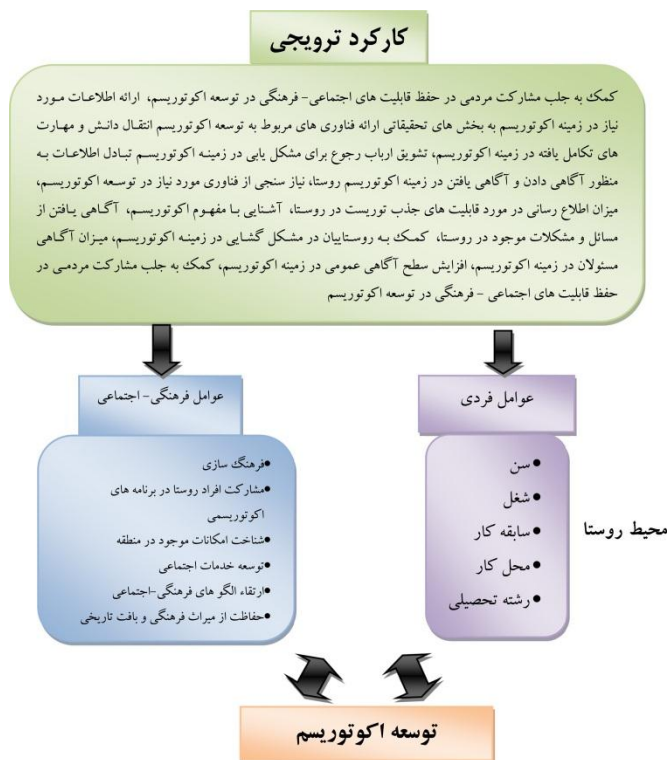 کارکرد ترویجی
کمک به جلب مشارکت مردمی در حفظ قابلیت های اجتماعی- فرهنگی در توسعه اکوتوریسم، ارائه اطلاعات مورد
نیاز در زمینه اکوتوریسم به بخش های تحقیقاتی ارائه فناوری های مربوط به توسعه اکوتوریسم انتقال دانش و مهارت
های تکامل یافته در زمینه اکوتوریسم، تشویق ارباب رجوع برای مشکل یابی در زمینه اکوتوریسم تبادل اطلاعات به
منظور آگاهی دادن و آگاهی یافتن در زمینه اکوتوریسم روستا، نیاز سنجی از فناوری مورد نیاز در توسعه اکوتوریسم،
میزان اطلاع رسانی در مورد قابلیت های جذب توریست در روستا، آشنایی با مفهوم اکوتوریسم، آگاهی یافتن از
مسائل و مشکلات موجود در روستا، کمک به روستاییان در مشکل گشایی در زمینه اکوتوریسم، میزان آگاهی
مسئولان در زمینه اکوتوریسم، افزایش سطح آگاهی عمومی در زمینه اکوتوریسم، کمک به جلب مشارکت مردمی در
حفظ قابلیت های اجتماعی - فرهنگی در توسعه اکوتوریسم
عوامل فردی
•سن
•شغل
•سابقه کار
•محل کار
•رشته تحصیلی
محیط روستا
عوامل فرهنگی- اجتماعی
•فرهنگ سازی
•مشارکت افراد روستا در برنامه های
اکوتوریسمی
•شناخت امکانات موجود در منطقه
•توسعه خدمات اجتماعی
•ارتقاء الگو های فرهنگی-اجتماعی
•حفاظت از میراث فرهنگی و بافت تاریخی
توسعه اکوتوریسم